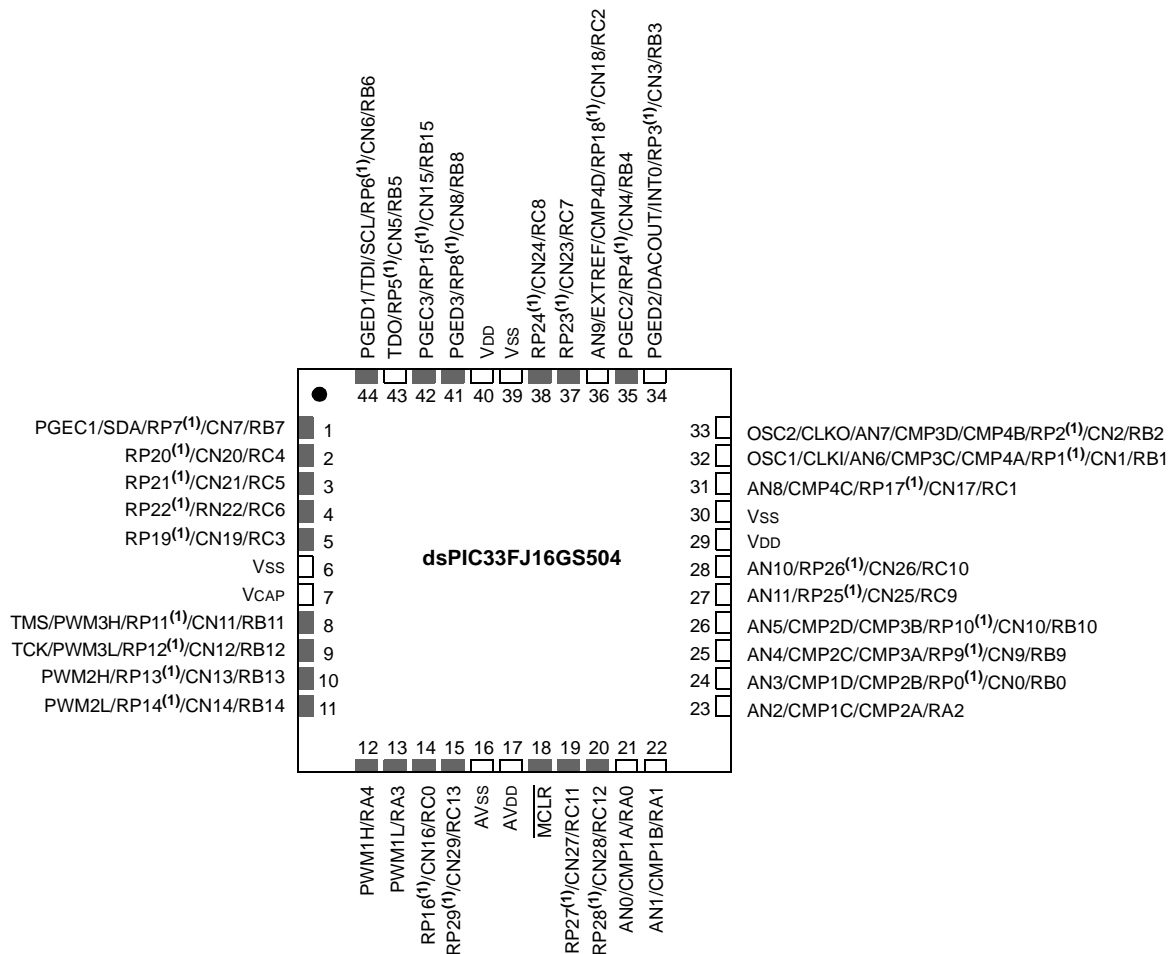 PGED1/TDI/SCL/RP6(1)/CN6/RB6
TDO/RP5(1)/CN5/RB5
PGEC3/RP15(1)/CN15/RB15
PGED3/RP8(1)/CN8/RB8
VDD
VSS
RP24(1)/CN24/RC8
RP23(1)/CN23/RC7
AN9/EXTREF/CMP4D/RP18(1)/CN18/RC2
PGEC2/RP4(1)/CN4/RB4
PGED2/DACOUT/INT0/RP3(1)/CN3/RB3
44 43 42 41 40 39 38 37 36 35 34
PGEC1/SDA/RP7(1)/CN7/RB7 1
RP20(1)/CN20/RC4 2
RP21(1)/CN21/RC5 3
RP22(1)/RN22/RC6 4
RP19(1)/CN19/RC3 5
VSS 6
VCAP 7
TMS/PWM3H/RP11(1)/CN11/RB11 8
TCK/PWM3L/RP12(1)/CN12/RB12 9
PWM2H/RP13(1)/CN13/RB13 10
PWM2L/RP14(1)/CN14/RB14 11
dsPIC33FJ16GS504
33 OSC2/CLKO/AN7/CMP3D/CMP4B/RP2(1)/CN2/RB2
32 OSC1/CLKI/AN6/CMP3C/CMP4A/RP1(1)/CN1/RB1
31 AN8/CMP4C/RP17(1)/CN17/RC1
30 VSS
29 VDD
28 AN10/RP26(1)/CN26/RC10
27 AN11/RP25(1)/CN25/RC9
26 AN5/CMP2D/CMP3B/RP10(1)/CN10/RB10
25 AN4/CMP2C/CMP3A/RP9(1)/CN9/RB9
24 AN3/CMP1D/CMP2B/RP0(1)/CN0/RB0
23 AN2/CMP1C/CMP2A/RA2
12 13 14 15 16 17 18 19 20 21 22
PWM1H/RA4
PWM1L/RA3
RP16(1)/CN16/RC0
RP29(1)/CN29/RC13
AVSS
AVDD
MCLR
RP27(1)/CN27/RC11
RP28(1)/CN28/RC12
AN0/CMP1A/RA0
AN1/CMP1B/RA1